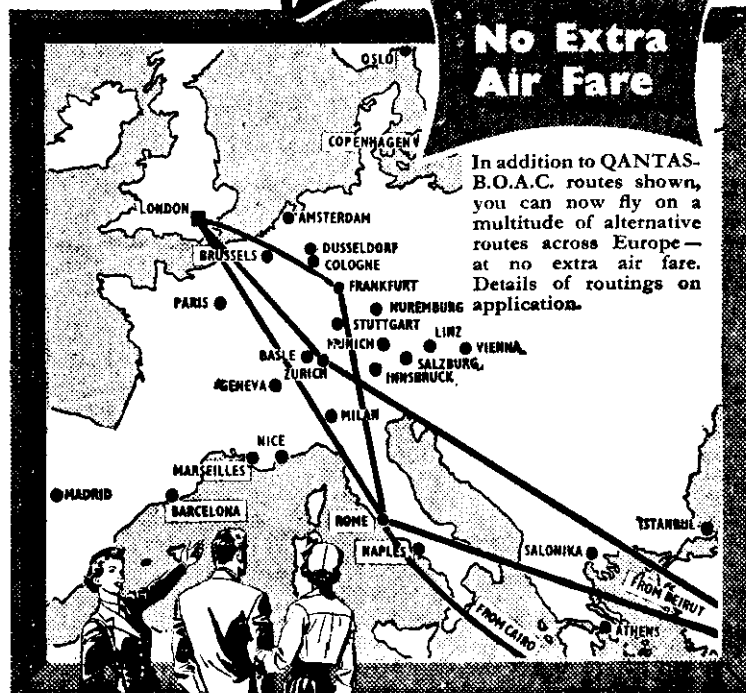 No Extra
Air Fare
In addition to QANTAS-
B.O.A.C. routes shown,
you can now fly on a
multitude of alternative
routes across Europe—
at no extra air fare.
Details of routings on
application.
OSLO
COPENHAGEN
LONDON
AMSTERDAM
DUSSELDORF
BRUSSELS
COLOGNE
FRANKFURT
PARIS
NUREMBURG
STUTTGART
LINZ
MUNICH
VIENNA
BASLE
SALZBURG
ZURICH
INNSBRUCK
GENEVA
MILAN
NICE
MARSEILLES
MADRID
BARCELONA
ROME
ISTANBUL
NAPLES
SALONIKA
FROM BEIRUT
FROM CAIRO
ATHENS